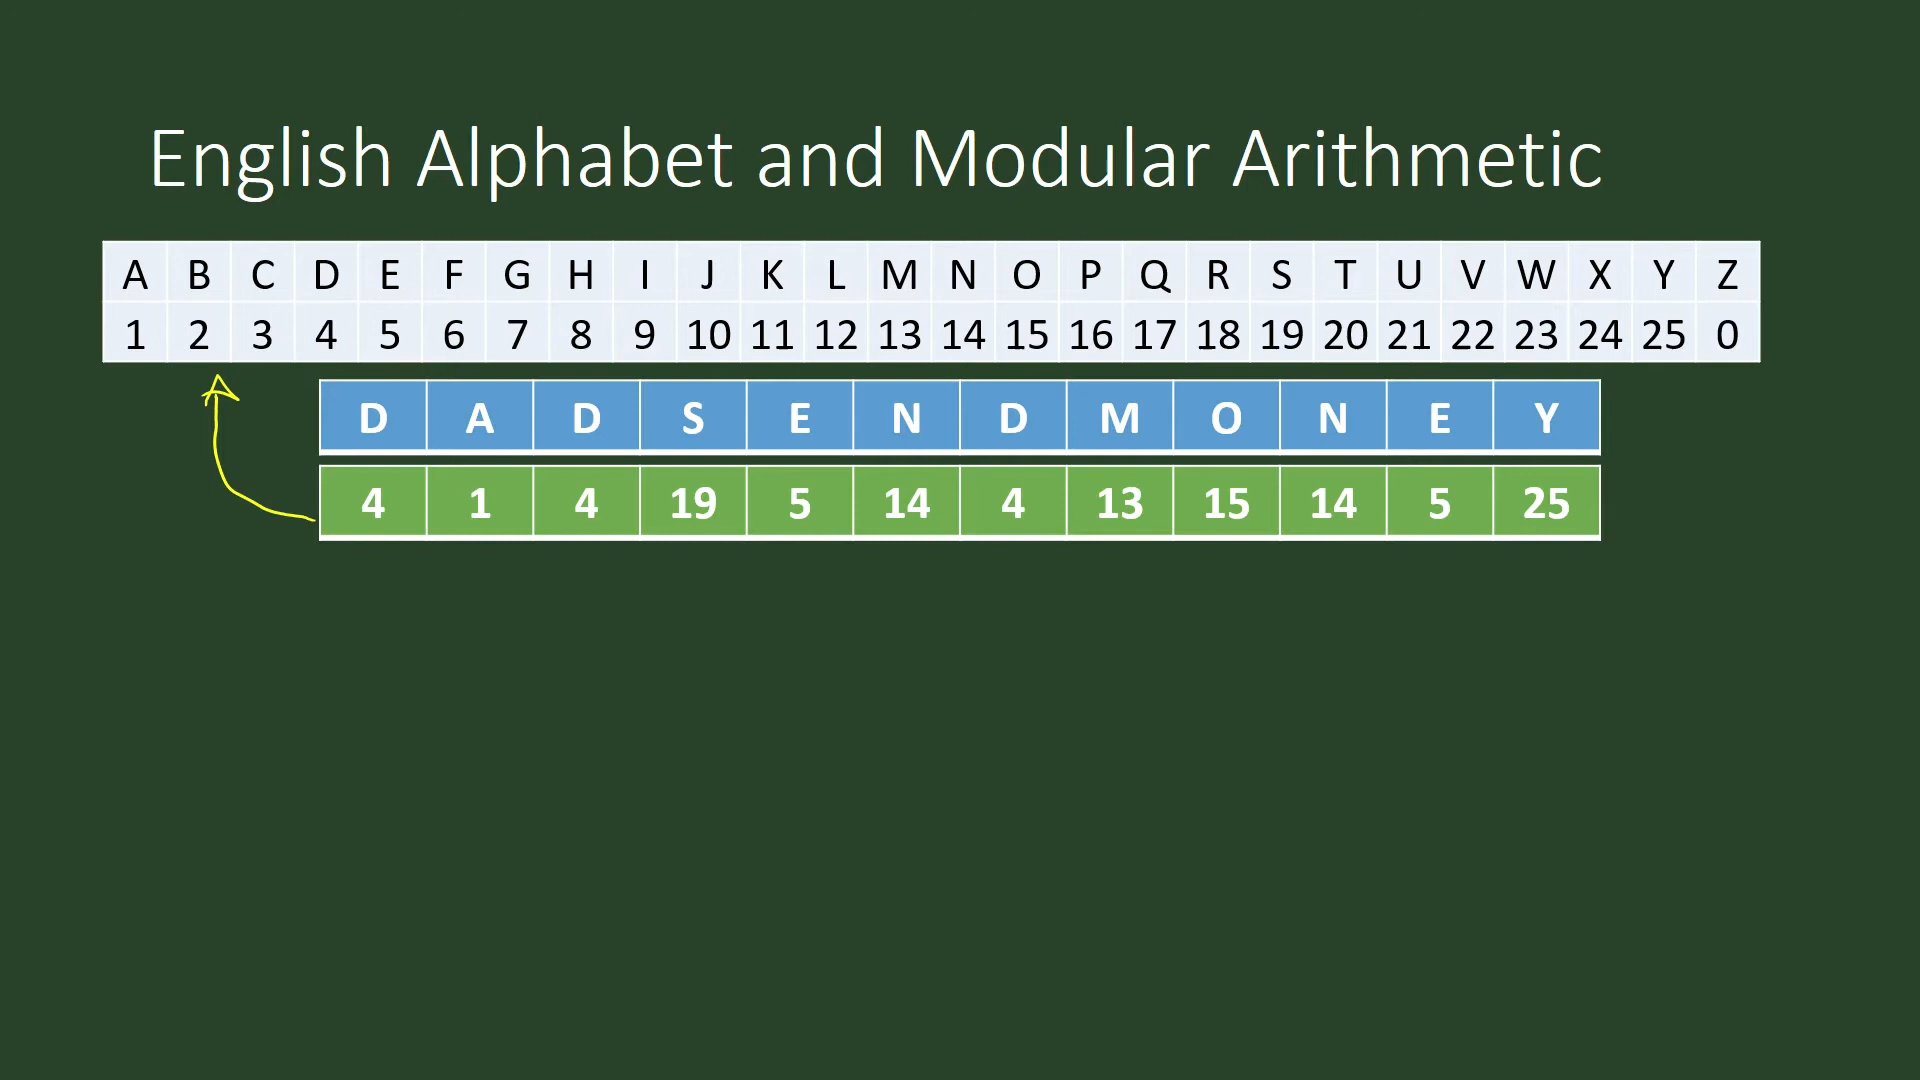 English Alphabet and Modular Arithmetic
A B C D E F G H I J K L M N O P Q R S T U V W X Y Z
1 2 3 4 5 6 7 8 9 10 11 12 13 14 15 16 17 18 19 20 21 22 23 24 25 0
D A D S E N D M O N E Y
4 1 4 19 5 14 4 13 15 14 5 25